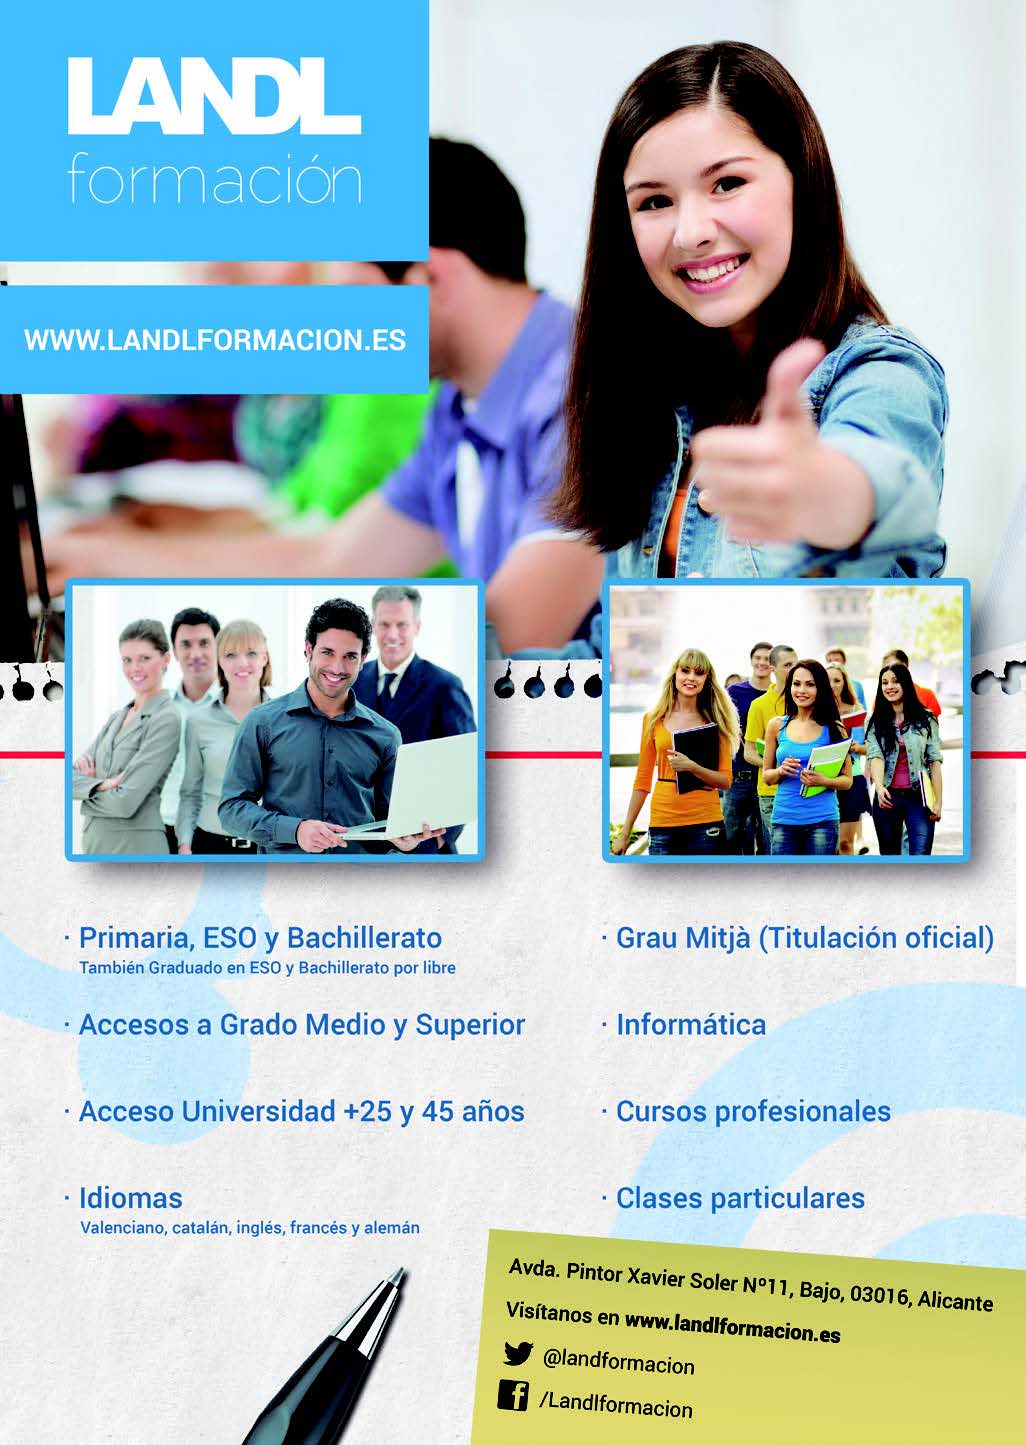 LANDL
formación
WWW.LANDLFORMACION.ES
· Primaria, ESO y Bachillerato
También Graduado en ESO y Bachillerato por libre
· Accesos a Grado Medio y Superior
· Acceso Universidad +25 y 45 años
· Idiomas
Valenciano, catalán, inglés, francés y alemán
· Grau Mitjà (Titulación oficial)
· Informática
· Cursos profesionales
· Clases particulares
Avda. Pintor Xavier Soler Nº11, Bajo, 03016, Alicante
Visítanos en www.landlformacion.es
@landformacion
/Landlformacion